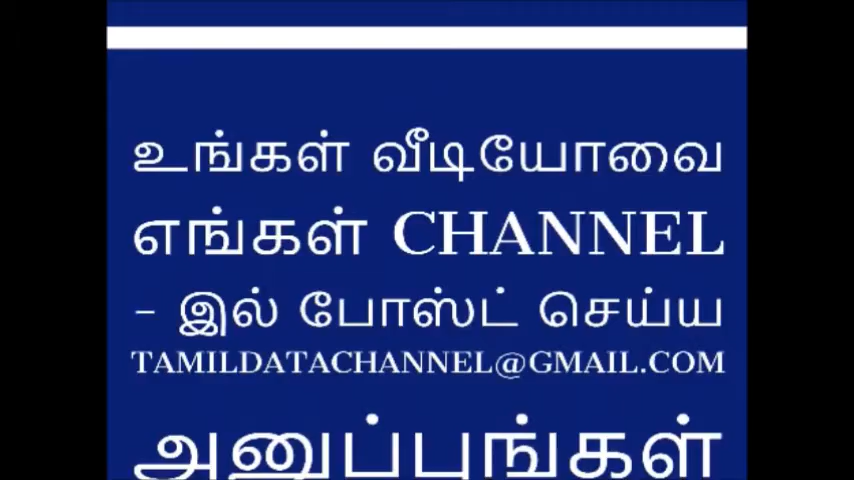 உங்கள் வீடியோவை
எங்கள் CHANNEL
- இல் போஸ்ட் செய்ய
TAMILDATACHANNEL@GMAIL.COM
அனுப்புங்கள்